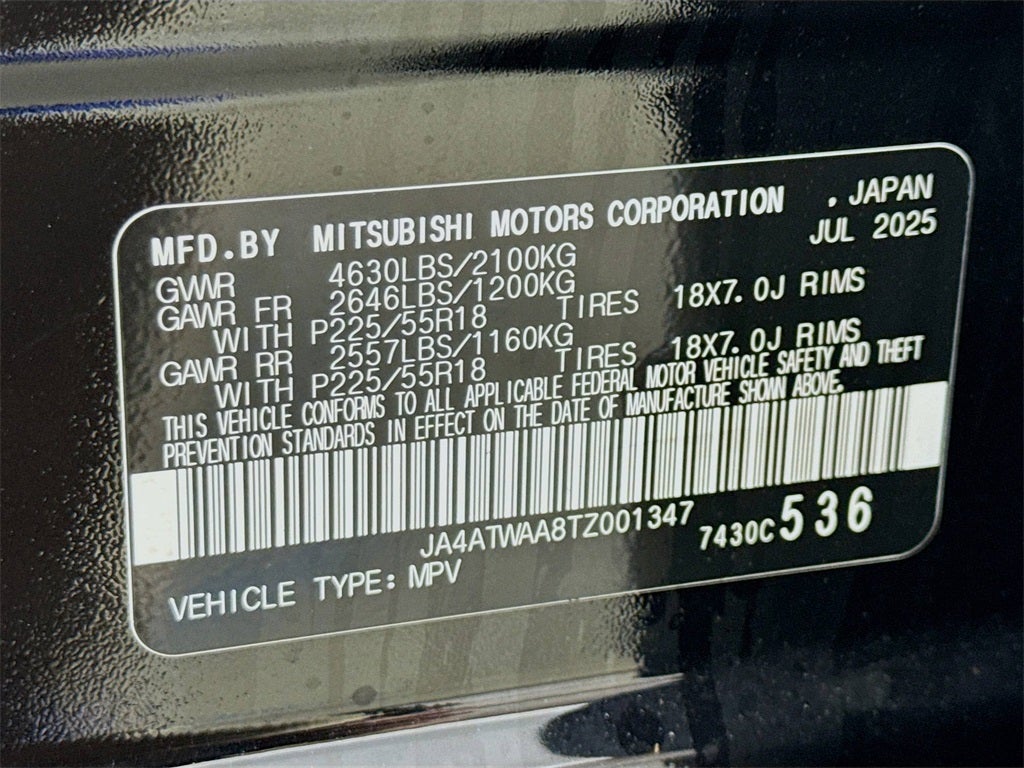 MFD.BY MITSUBISHI MOTORS CORPORATION . JAPAN
JUL 2025
GVWR 4630LBS/2100KG
GAWR FR 2646LBS/1200KG
WITH P225/55R18 TIRES 18X7.0J RIMS
GAWR RR 2557LBS/1160KG
WITH P225/55R18 TIRES 18X7.0J RIMS
THIS VEHICLE CONFORMS TO ALL APPLICABLE FEDERAL MOTOR VEHICLE SAFETY AND THEFT
PREVENTION STANDARDS IN EFFECT ON THE DATE OF MANUFACTURE SHOWN ABOVE.
JA4ATWAA8TZ001347 7430C 536
VEHICLE TYPE: MPV